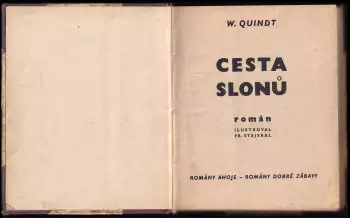 W. QUINDT
CESTA
SLONŮ
román
ILUSTROVAL
FR. STEJSKAL
ROMÁNY AHOJE – ROMÁNY DOBRÉ ZÁBAVY